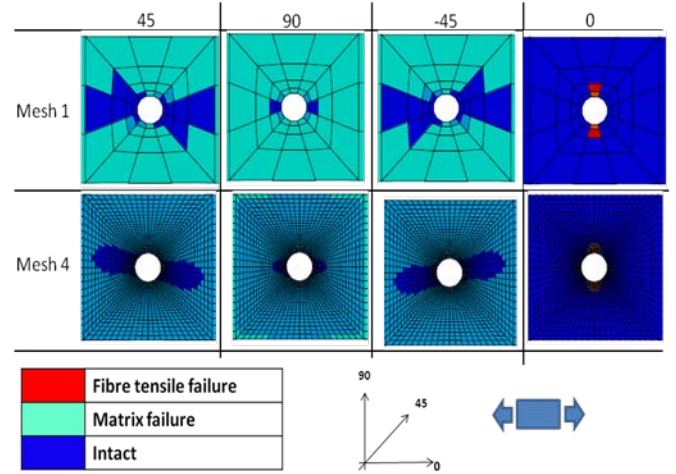 45 90 -45 0
Mesh 1
Mesh 4
Fibre tensile failure
Matrix failure
Intact
90
45
0